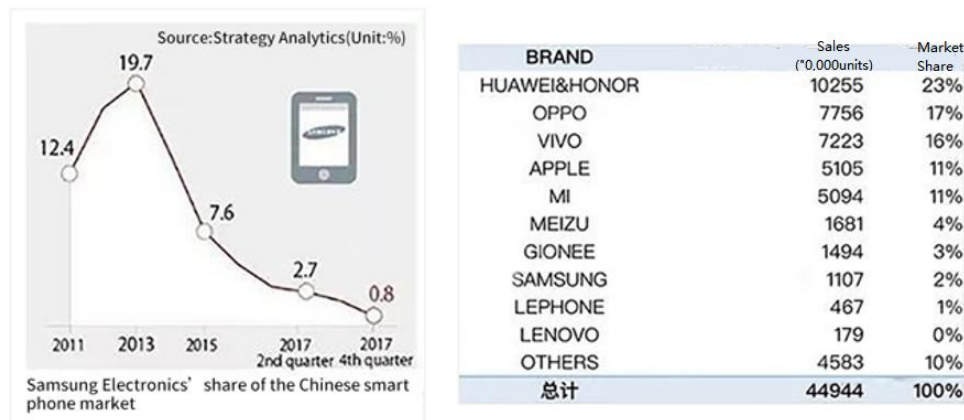 Source:Strategy Analytics(Unit:%)
19.7
12.4
SAMSUNG
7.6
2.7
0.8
2011 2013 2015 2017 2017
2nd quarter 4th quarter
Samsung Electronics' share of the Chinese smart
phone market
BRAND Sales Market
("0,000units) Share
HUAWEI&HONOR 10255 23%
OPPO 7756 17%
VIVO 7223 16%
APPLE 5105 11%
MI 5094 11%
MEIZU 1681 4%
GIONEE 1494 3%
SAMSUNG 1107 2%
LEPHONE 467 1%
LENOVO 179 0%
OTHERS 4583 10%
总计 44944 100%